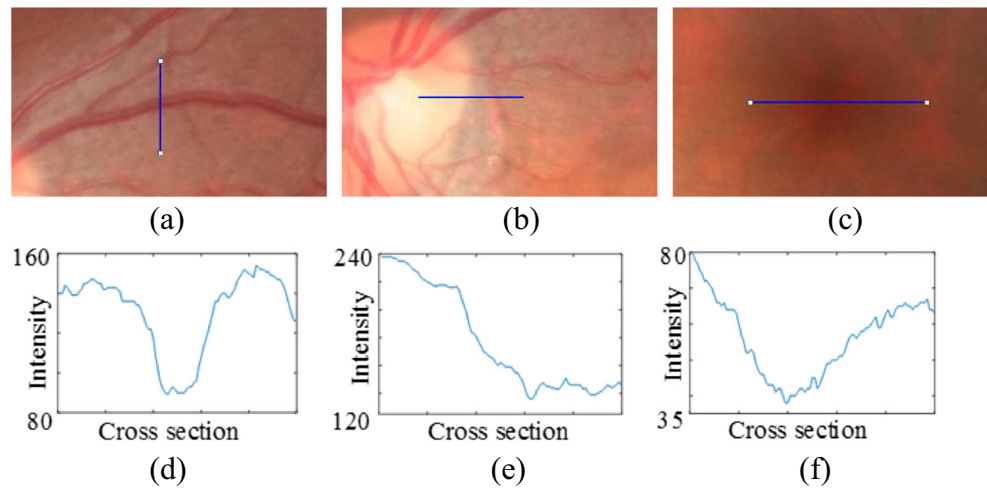 (a) (b) (c)
160 240 80
Intensity Intensity Intensity
80 120 35
Cross section Cross section Cross section
(d) (e) (f)